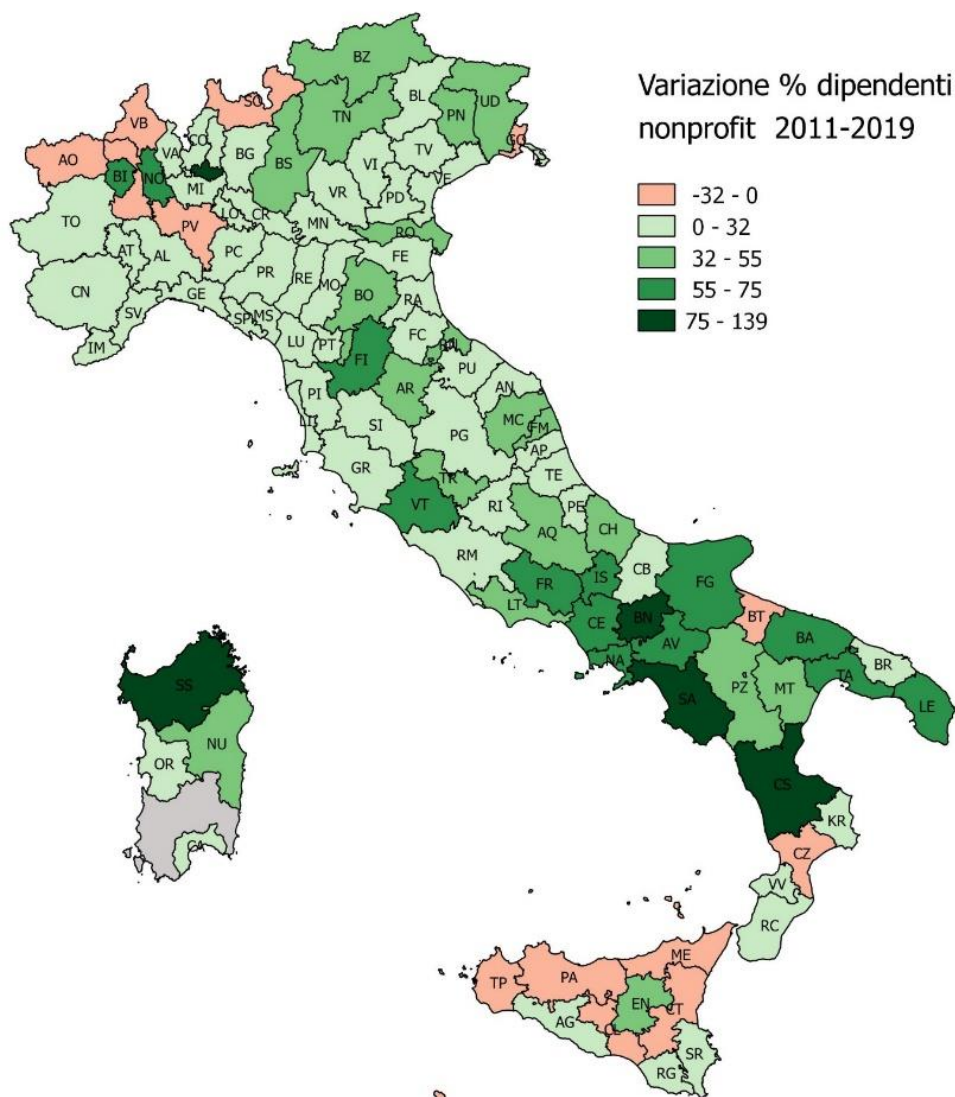 Variazione % dipendenti
nonprofit 2011-2019
-32 - 0
0 - 32
32 - 55
55 - 75
75 - 139
BZ
BL
UD
SO
TN
PN
VB
CO
GO
AO
VA
BG
BS
VI
TV
BI
NO
MI
VR
PD
VE
TO
PV
LO
CR
MN
RO
AT
AL
PC
PR
RE
MO
FE
CN
GE
BO
RA
SV
SP
MS
IM
LU
PT
FI
FC
RN
PU
PI
AR
AN
LI
SI
MC
FM
PG
AP
GR
TR
TE
VT
RI
PE
AQ
CH
RM
CB
FR
IS
FG
LT
BN
BT
CE
BA
AV
NA
BR
SS
PZ
MT
TA
SA
LE
NU
OR
CS
KR
CA
CZ
VV
RC
ME
TP
PA
EN
CT
AG
CL
SR
RG